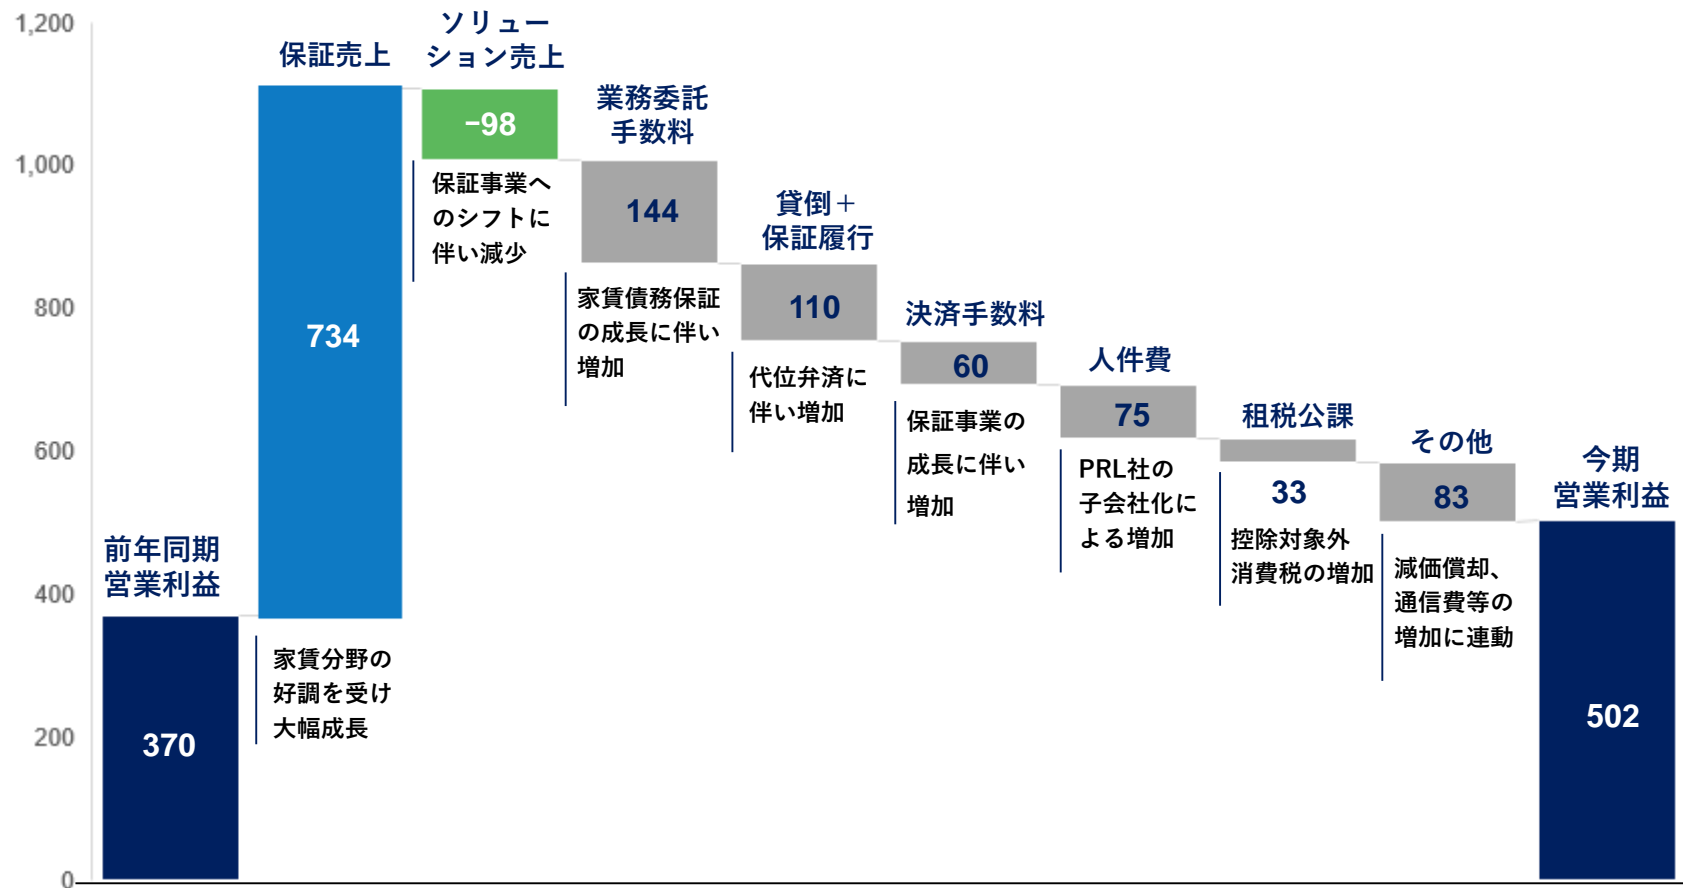 1,200
1,000
800
600
400
200
0
前年同期
営業利益
370
保証売上
734
家賃分野の
好調を受け
大幅成長
ソリュー
ション売上
-98
保証事業へ
のシフトに
伴い減少
業務委託
手数料
144
家賃債務保証
の成長に伴い
増加
貸倒＋
保証履行
110
代位弁済に
伴い増加
決済手数料
60
保証事業の
成長に伴い
増加
人件費
75
PRL社の
子会社化に
よる増加
租税公課
33
控除対象外
消費税の増加
その他
83
減価償却、
通信費等の
増加に連動
今期
営業利益
502